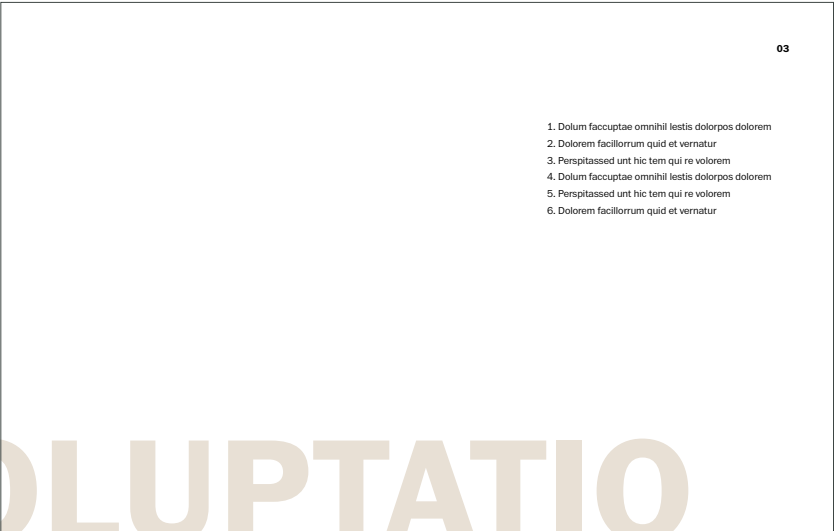 03
1. Dolum faccuptae omnihil lestis dolorpos dolorem
2. Dolorem facillorrum quid et vernatur
3. Perspitassed unt hic tem qui re volorem
4. Dolum faccuptae omnihil lestis dolorpos dolorem
5. Perspitassed unt hic tem qui re volorem
6. Dolorem facillorrum quid et vernatur
OLUPTATIO